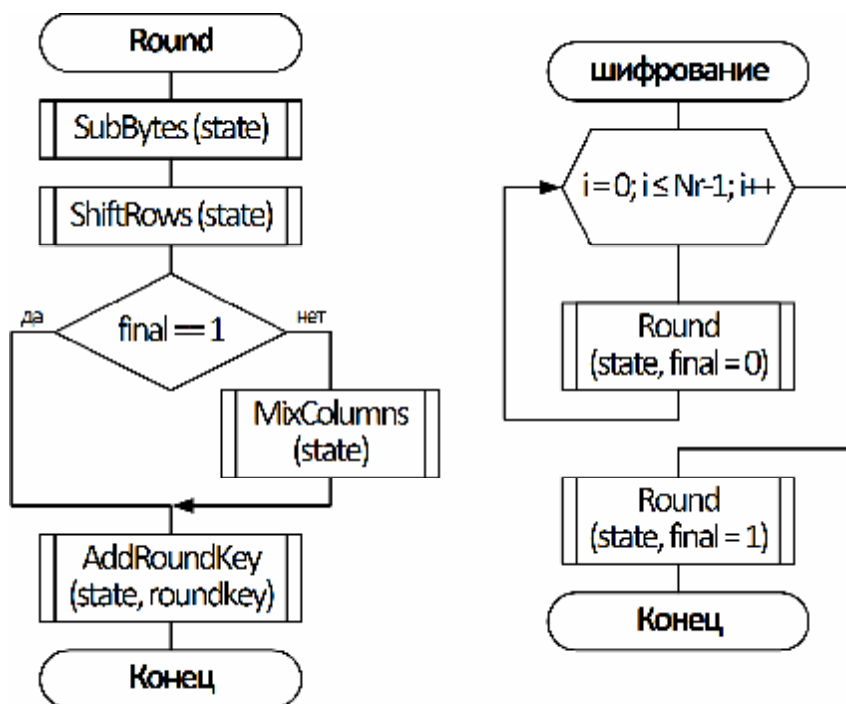 Round
SubBytes (state)
ShiftRows (state)
да
final == 1
нет
MixColumns
(state)
AddRoundKey
(state, roundkey)
Конец
шифрование
i = 0; i ≤ Nr-1; i++
Round
(state, final = 0)
Round
(state, final = 1)
Конец